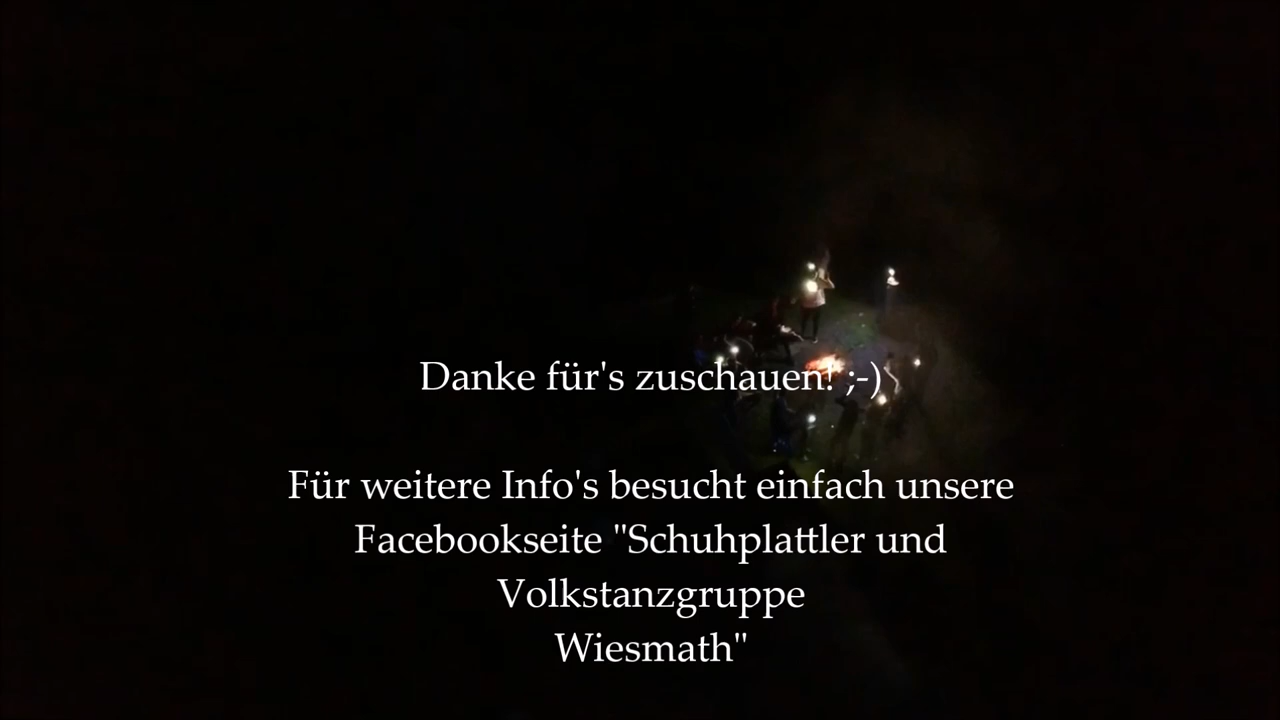 Danke für's zuschauen! ;-)
Für weitere Info's besucht einfach unsere
Facebookseite "Schuhplattler und
Volkstanzgruppe
Wiesmath"